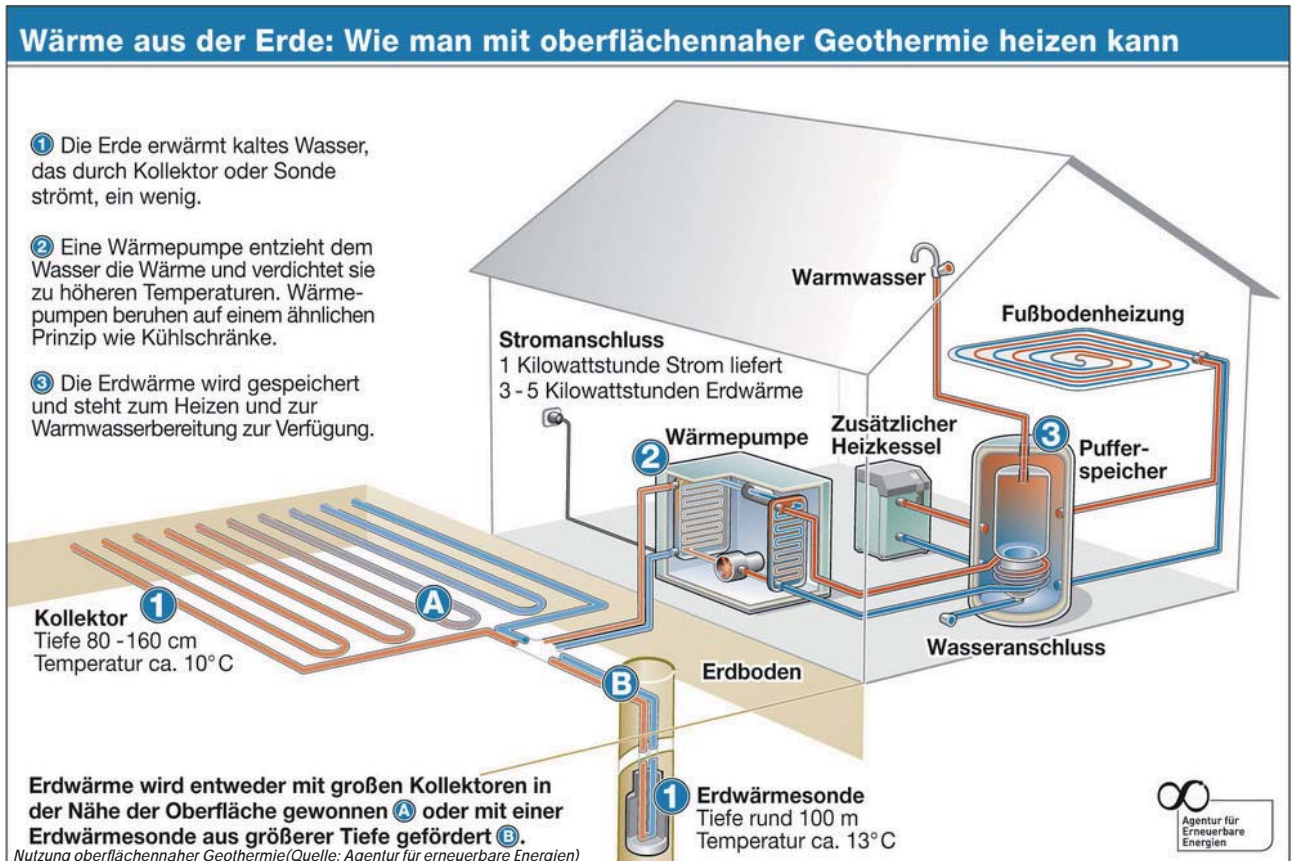 Wärme aus der Erde: Wie man mit oberflächennaher Geothermie heizen kann
1 Die Erde erwärmt kaltes Wasser,
das durch Kollektor oder Sonde
strömt, ein wenig.
2 Eine Wärmepumpe entzieht dem
Wasser die Wärme und verdichtet sie
zu höheren Temperaturen. Wärme-
pumpen beruhen auf einem ähnlichen
Prinzip wie Kühlschränke.
3 Die Erdwärme wird gespeichert
und steht zum Heizen und zur
Warmwasserbereitung zur Verfügung.
Warmwasser
Fußbodenheizung
Stromanschluss
1 Kilowattstunde Strom liefert
3 - 5 Kilowattstunden Erdwärme
2
Wärmepumpe
Zusätzlicher
Heizkessel
3
Puffer-
speicher
Wasseranschluss
1
A
Kollektor
Tiefe 80 - 160 cm
Temperatur ca. 10° C
B
Erdboden
1
Erdwärmesonde
Tiefe rund 100 m
Temperatur ca. 13° C
Erdwärme wird entweder mit großen Kollektoren in
der Nähe der Oberfläche gewonnen A oder mit einer
Erdwärmesonde aus größerer Tiefe gefördert B.
Nutzung oberflächennaher Geothermie(Quelle: Agentur für erneuerbare Energien)
Agentur für
Erneuerbare
Energien